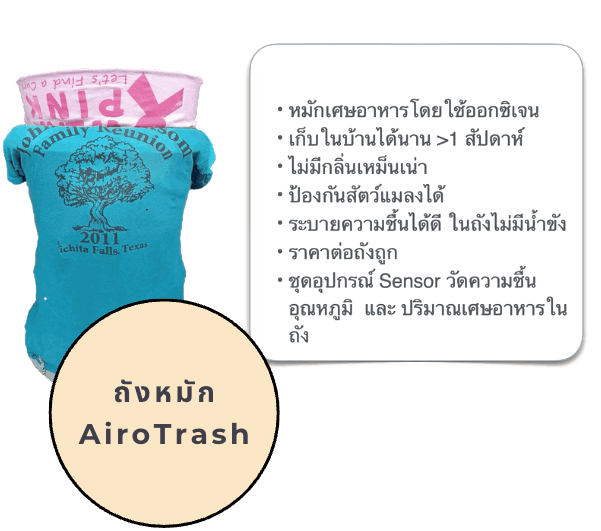 Let's Find a Cure
PINK
Family Reunion
2011
Wichita Falls, Texas
• หมักเศษอาหารโดยใช้ออกซิเจน
• เก็บในบ้านได้นาน >1 สัปดาห์
• ไม่มีกลิ่นเหม็นเน่า
• ป้องกันสัตว์แมลงได้
• ระบายความชื้นได้ดี ในถังไม่มีน้ำขัง
• ราคาต่อถังถูก
• ชุดอุปกรณ์ Sensor วัดความชื้น
อุณหภูมิ และ ปริมาณเศษอาหารใน
ถัง
ถังหมัก
AiroTrash